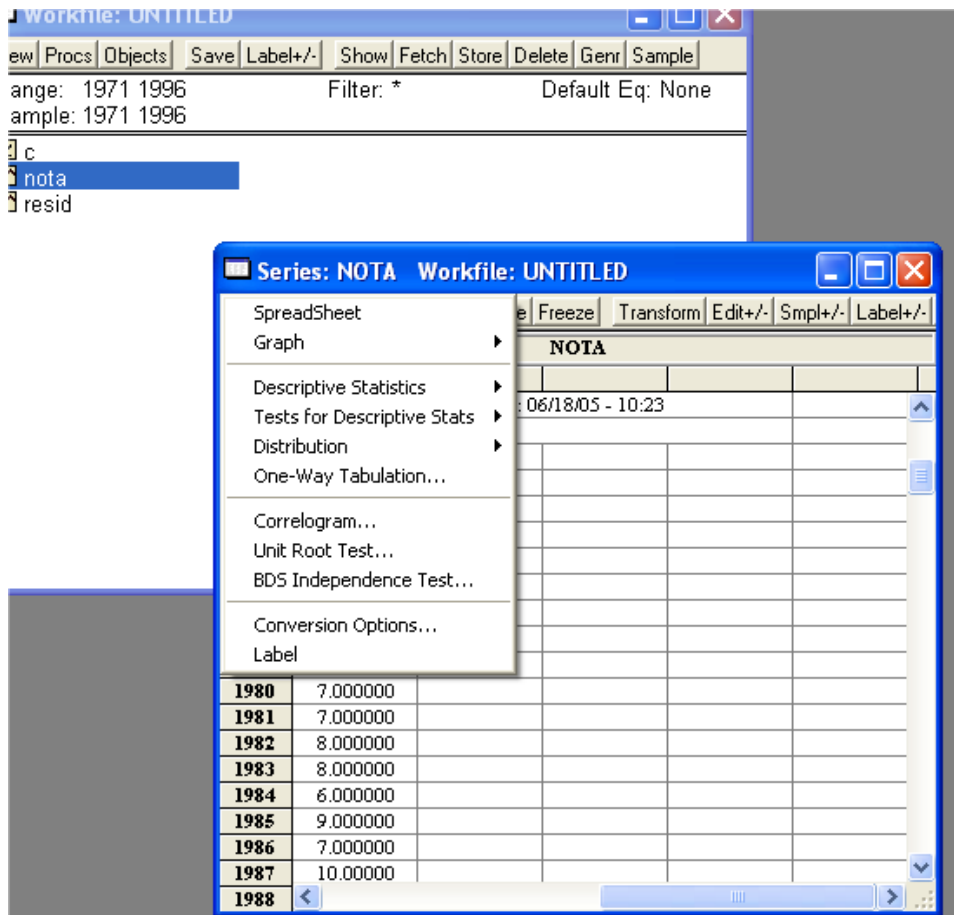 Workfile: UNTITLED
ew Procs Objects Save Label+/- Show Fetch Store Delete Genr Sample
ange: 1971 1996 Filter: * Default Eq: None
ample: 1971 1996
c
nota
resid
Series: NOTA Workfile: UNTITLED
e Freeze Transform Edit+/- Smpl+/- Label+/-
NOTA
: 06/18/05 - 10:23
SpreadSheet
Graph
Descriptive Statistics
Tests for Descriptive Stats
Distribution
One-Way Tabulation...
Correlogram...
Unit Root Test...
BDS Independence Test...
Conversion Options...
Label
1980 7.000000
1981 7.000000
1982 8.000000
1983 8.000000
1984 6.000000
1985 9.000000
1986 7.000000
1987 10.00000
1988